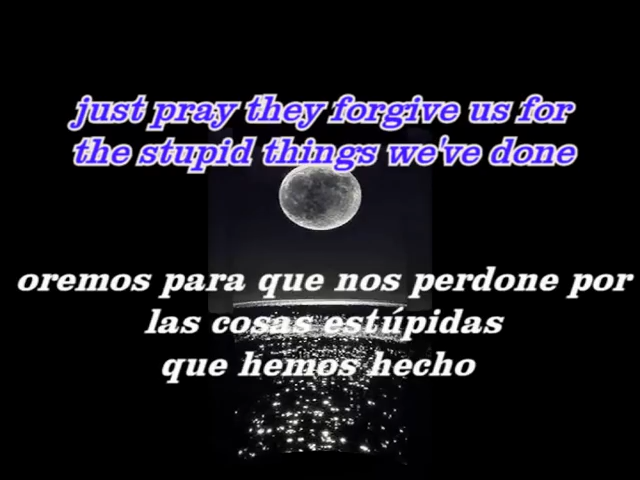 just pray they forgive us for
the stupid things we've done
oremos para que nos perdone por
las cosas estúpidas
que hemos hecho